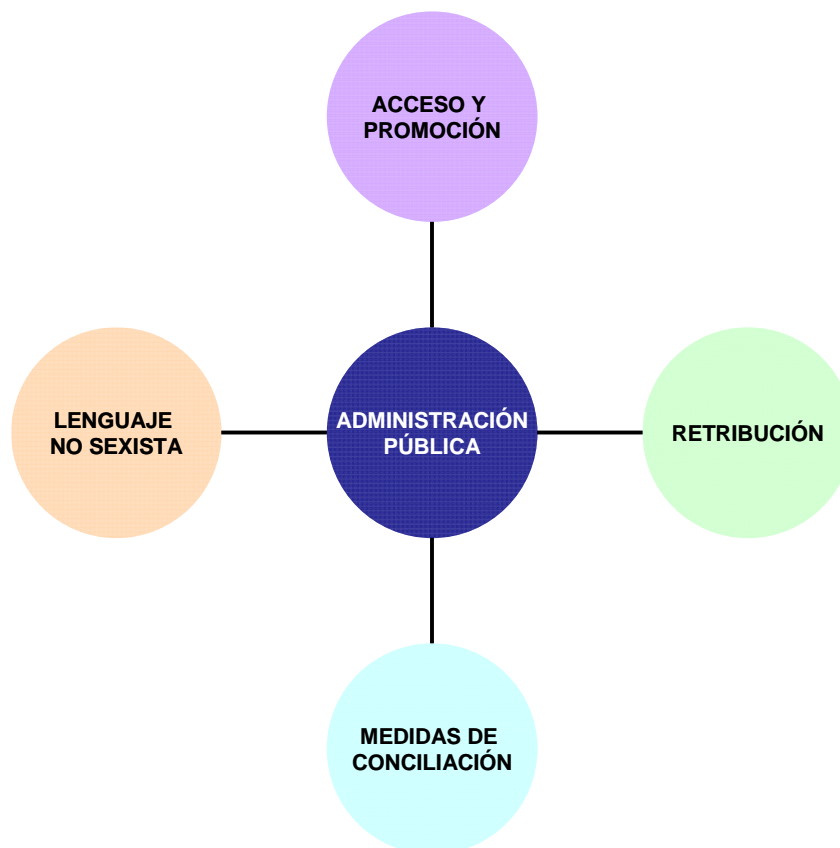 ACCESO Y
PROMOCIÓN
LENGUAJE
NO SEXISTA
ADMINISTRACIÓN
PÚBLICA
RETRIBUCIÓN
MEDIDAS DE
CONCILIACIÓN